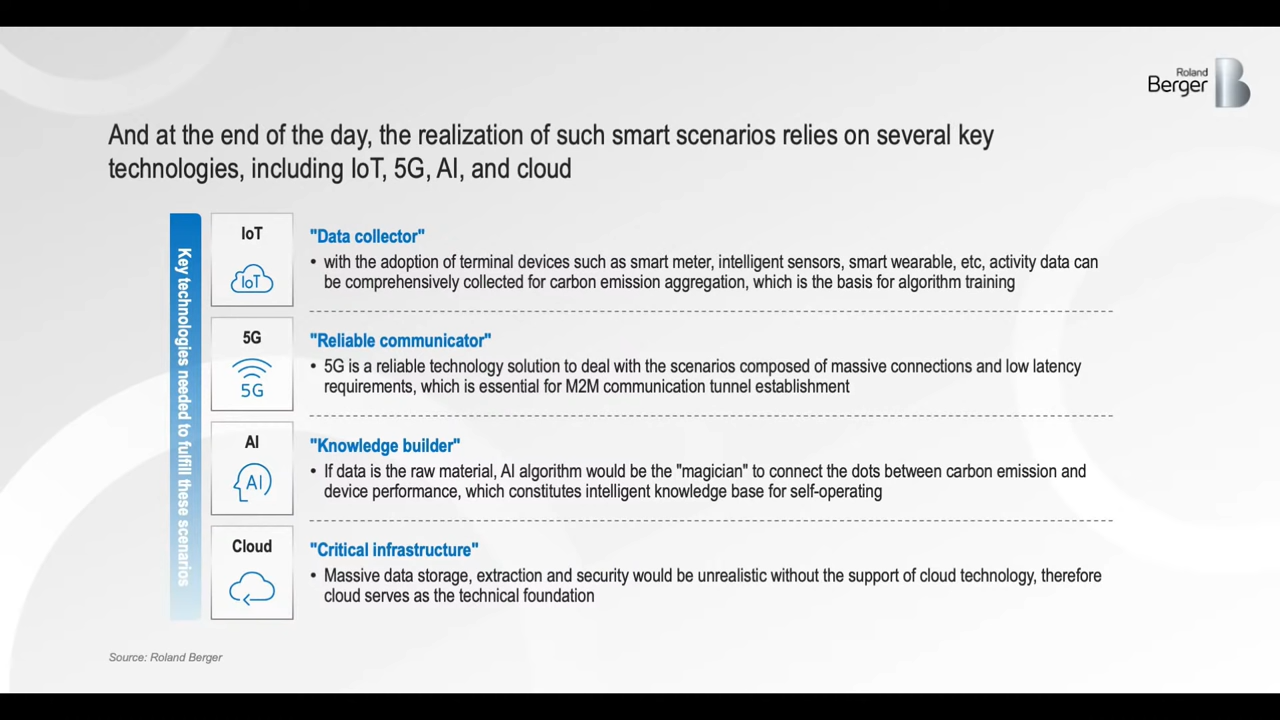 Roland
Berger
And at the end of the day, the realization of such smart scenarios relies on several key
technologies, including IoT, 5G, AI, and cloud
Key technologies needed to fulfill these scenarios
IoT
IoT
"Data collector"
• with the adoption of terminal devices such as smart meter, intelligent sensors, smart wearable, etc, activity data can
be comprehensively collected for carbon emission aggregation, which is the basis for algorithm training
5G
5G
"Reliable communicator"
• 5G is a reliable technology solution to deal with the scenarios composed of massive connections and low latency
requirements, which is essential for M2M communication tunnel establishment
AI
AI
"Knowledge builder"
• If data is the raw material, AI algorithm would be the "magician" to connect the dots between carbon emission and
device performance, which constitutes intelligent knowledge base for self-operating
Cloud
"Critical infrastructure"
• Massive data storage, extraction and security would be unrealistic without the support of cloud technology, therefore
cloud serves as the technical foundation
Source: Roland Berger